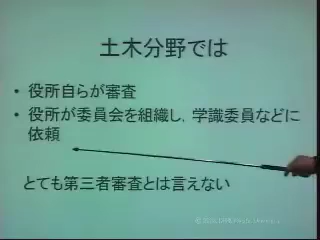 土木分野では
• 役所自らが審査
• 役所が委員会を組織し、学識委員などに
依頼
とても第三者審査とは言えない